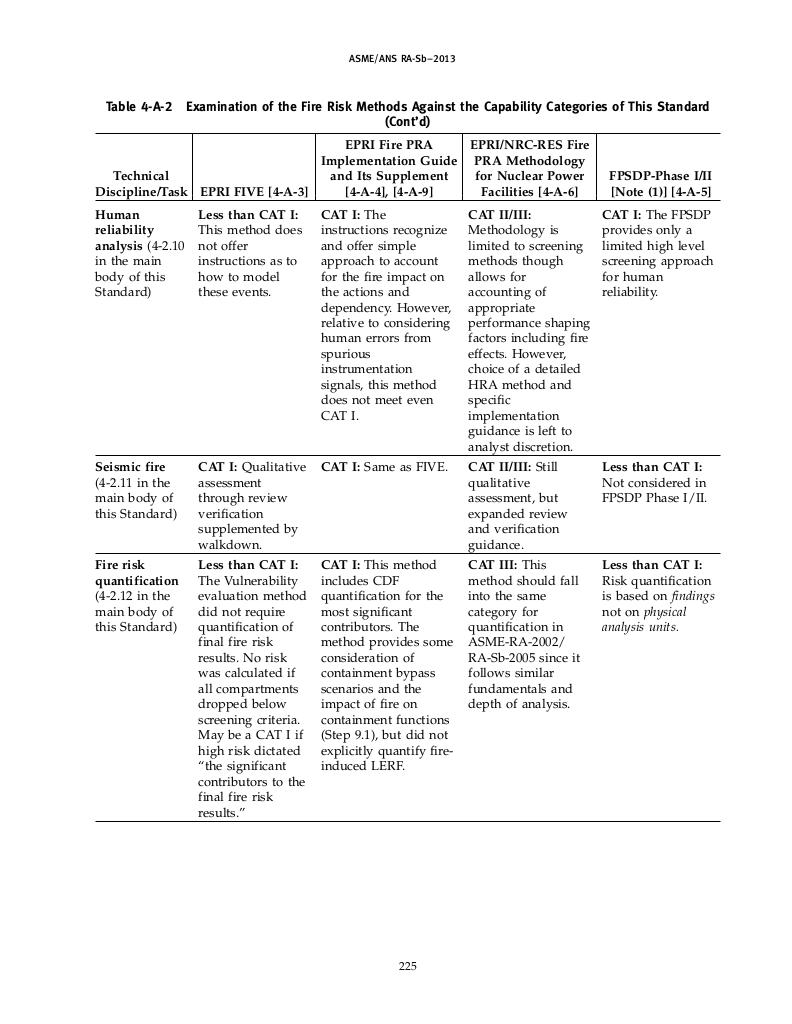 ASME/ANS RA-Sb–2013
Table 4-A-2 Examination of the Fire Risk Methods Against the Capability Categories of This Standard
(Cont'd)
Technical
Discipline/Task
EPRI FIVE [4-A-3]
EPRI Fire PRA
Implementation Guide
and Its Supplement
[4-A-4], [4-A-9]
EPRI/NRC-RES Fire
PRA Methodology
for Nuclear Power
Facilities [4-A-6]
FPSDP-Phase I/II
[Note (1)] [4-A-5]
Human
reliability
analysis (4-2.10
in the main
body of this
Standard)
Less than CAT I:
This method does
not offer
instructions as to
how to model
these events.
CAT I: The
instructions recognize
and offer simple
approach to account
for the fire impact on
the actions and
dependency. However,
relative to considering
human errors from
spurious
instrumentation
signals, this method
does not meet even
CAT I.
CAT II/III:
Methodology is
limited to screening
methods though
allows for
accounting of
appropriate
performance shaping
factors including fire
effects. However,
choice of a detailed
HRA method and
specific
implementation
guidance is left to
analyst discretion.
CAT I: The FPSDP
provides only a
limited high level
screening approach
for human
reliability.
Seismic fire
(4-2.11 in the
main body of
this Standard)
CAT I: Qualitative
assessment
through review
verification
supplemented by
walkdown.
CAT I: Same as FIVE.
CAT II/III: Still
qualitative
assessment, but
expanded review
and verification
guidance.
Less than CAT I:
Not considered in
FPSDP Phase I/II.
Fire risk
quantification
(4-2.12 in the
main body of
this Standard)
Less than CAT I:
The Vulnerability
evaluation method
did not require
quantification of
final fire risk
results. No risk
was calculated if
all compartments
dropped below
screening criteria.
May be a CAT I if
high risk dictated
“the significant
contributors to the
final fire risk
results.”
CAT I: This method
includes CDF
quantification for the
most significant
contributors. The
method provides some
consideration of
containment bypass
scenarios and the
impact of fire on
containment functions
(Step 9.1), but did not
explicitly quantify fire-
induced LERF.
CAT III: This
method should fall
into the same
category for
quantification in
ASME-RA-2002/
RA-Sb-2005 since it
follows similar
fundamentals and
depth of analysis.
Less than CAT I:
Risk quantification
is based on findings
not on physical
analysis units.
225